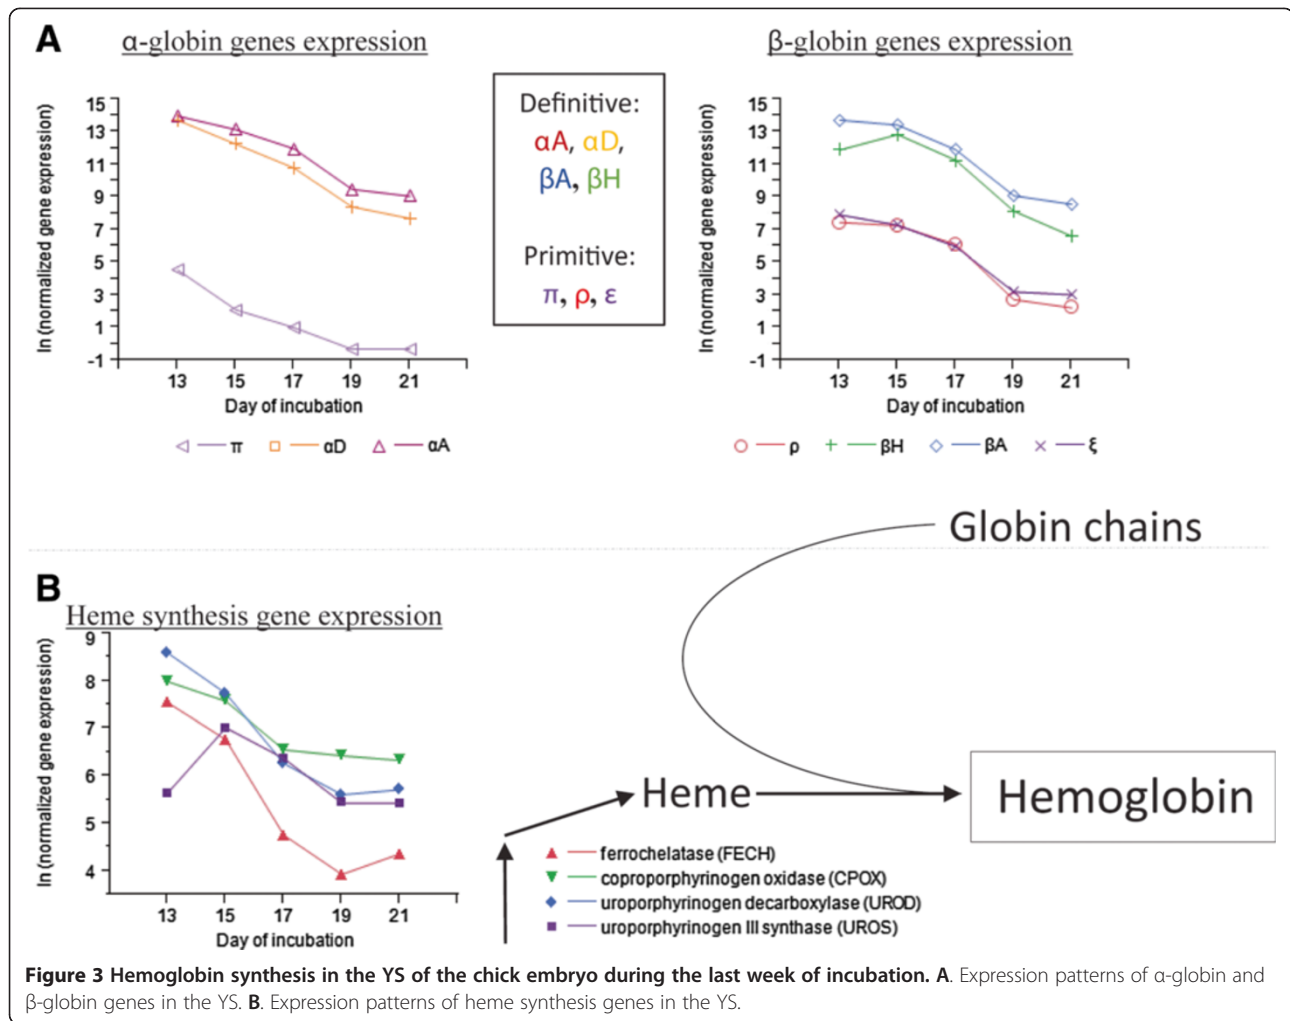 A
α-globin genes expression
β-globin genes expression
ln (normalized gene expression)
15
13
11
9
7
5
3
1
-1
13 15 17 19 21
Day of incubation
π αD αA
Definitive:
αA, αD,
βA, βH
Primitive:
π, ρ, ε
ln (normalized gene expression)
15
13
11
9
7
5
3
1
-1
13 15 17 19 21
Day of incubation
ρ βH βA ξ
Globin chains
B
Heme synthesis gene expression
ln (normalized gene expression)
9
8
7
6
5
4
13 15 17 19 21
Day of incubation
Heme
Hemoglobin
ferrochelatase (FECH)
coproporphyrinogen oxidase (CPOX)
uroporphyrinogen decarboxylase (UROD)
uroporphyrinogen III synthase (UROS)
Figure 3 Hemoglobin synthesis in the YS of the chick embryo during the last week of incubation. A. Expression patterns of α-globin and
β-globin genes in the YS. B. Expression patterns of heme synthesis genes in the YS.